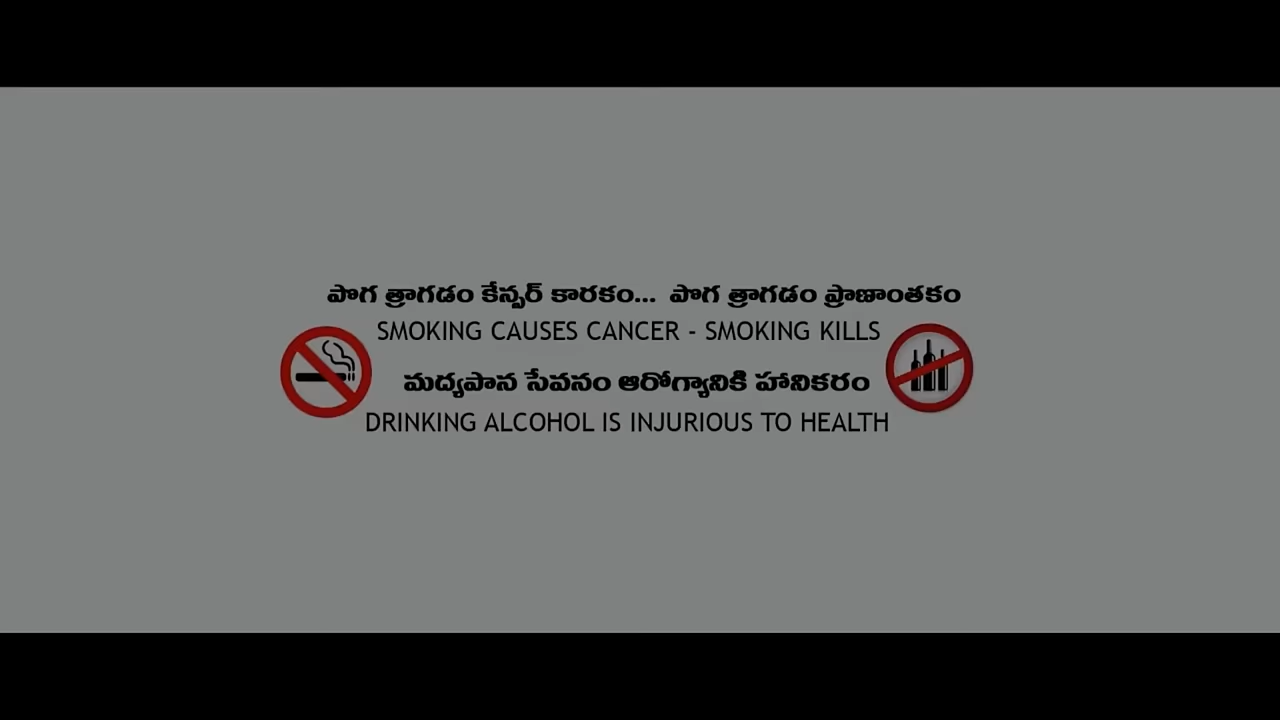 పొగ త్రాగడం కేన్సర్ కారకం... పొగ త్రాగడం ప్రాణాంతకం
SMOKING CAUSES CANCER - SMOKING KILLS
మద్యపాన సేవనం ఆరోగ్యానికి హానికరం
DRINKING ALCOHOL IS INJURIOUS TO HEALTH